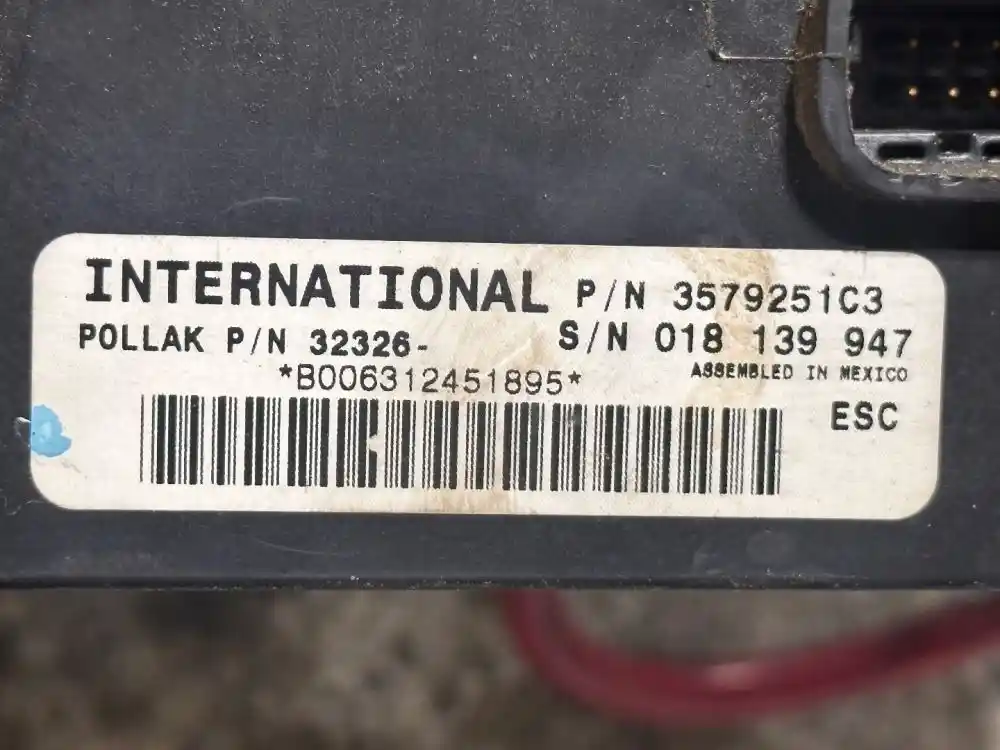 INTERNATIONAL P/N 3579251C3
POLLAK P/N 32326- S/N 018 139 947
*B006312451895* ASSEMBLED IN MEXICO
ESC